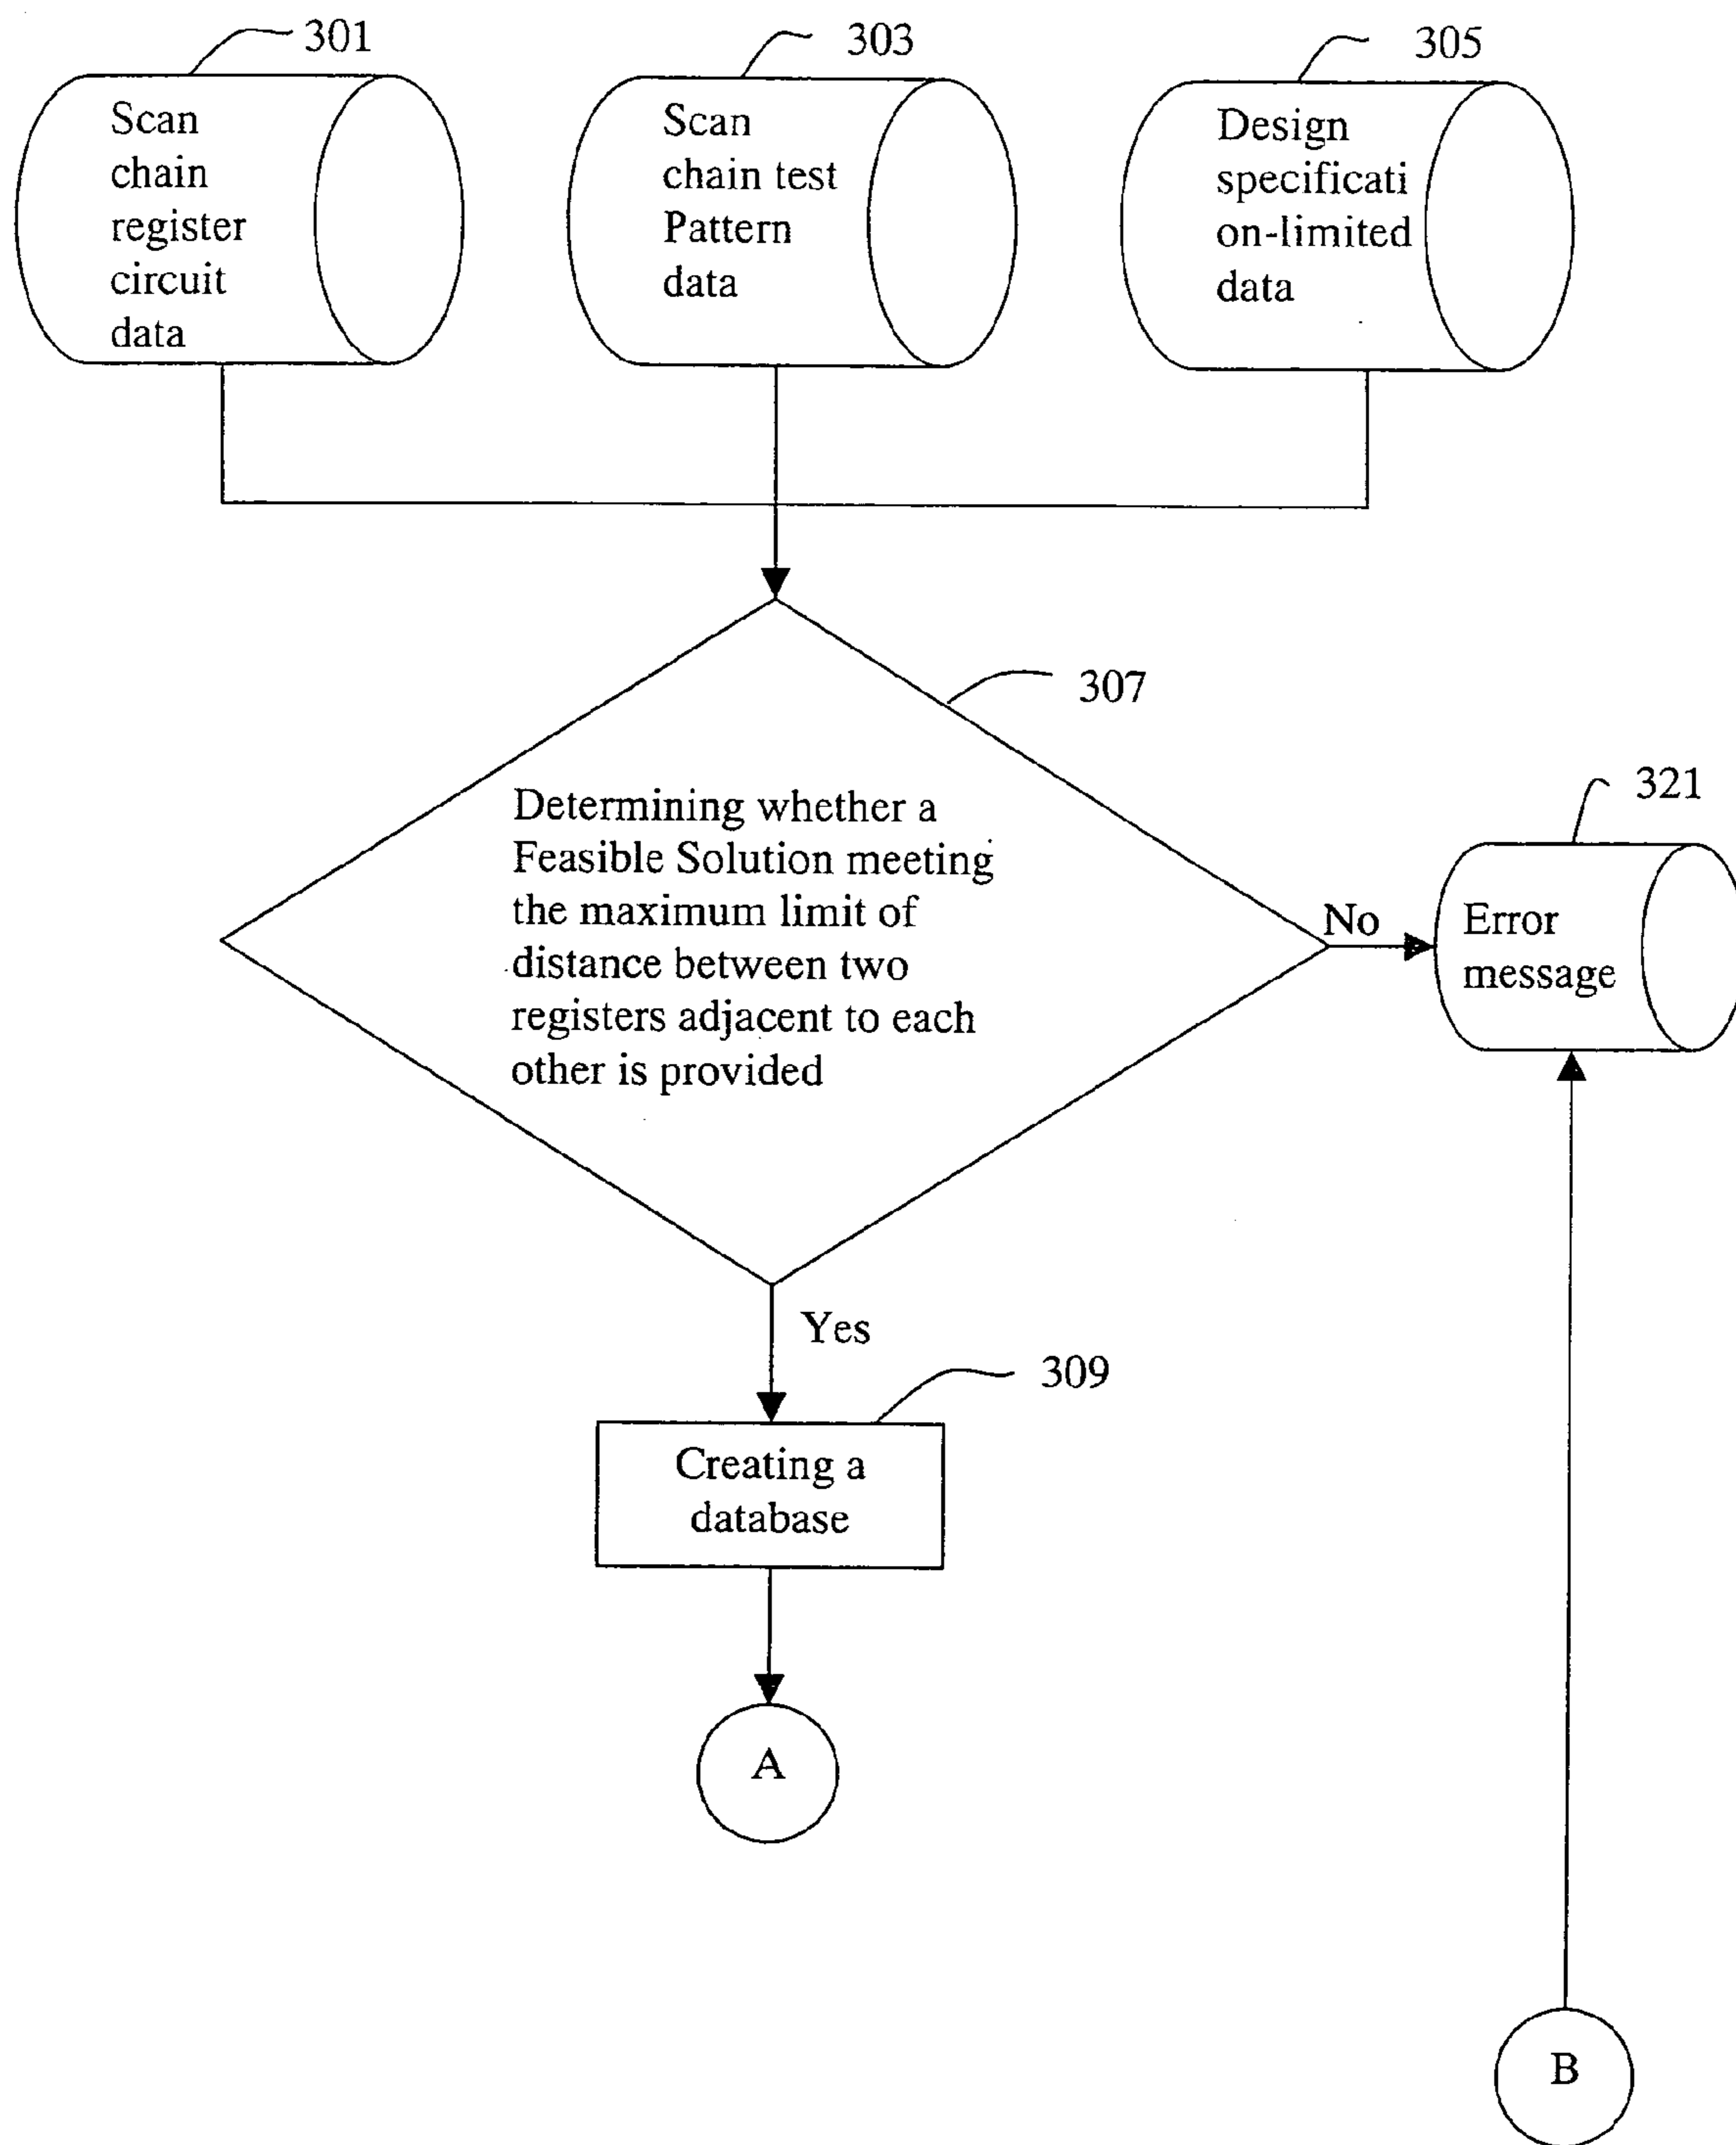 301
303
305
Scan
chain
register
circuit
data
Scan
chain test
Pattern
data
Design
specificati
on-limited
data
307
Determining whether a
Feasible Solution meeting
the maximum limit of
distance between two
registers adjacent to each
other is provided
No
321
Error
message
Yes
309
Creating a
database
A
B